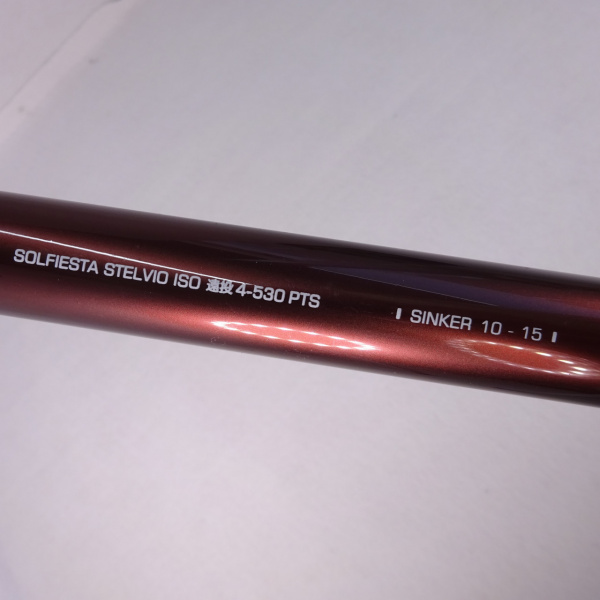 SOLFIESTA STELVIO ISO 遠投 4-530 PTS
SINKER 10 - 15